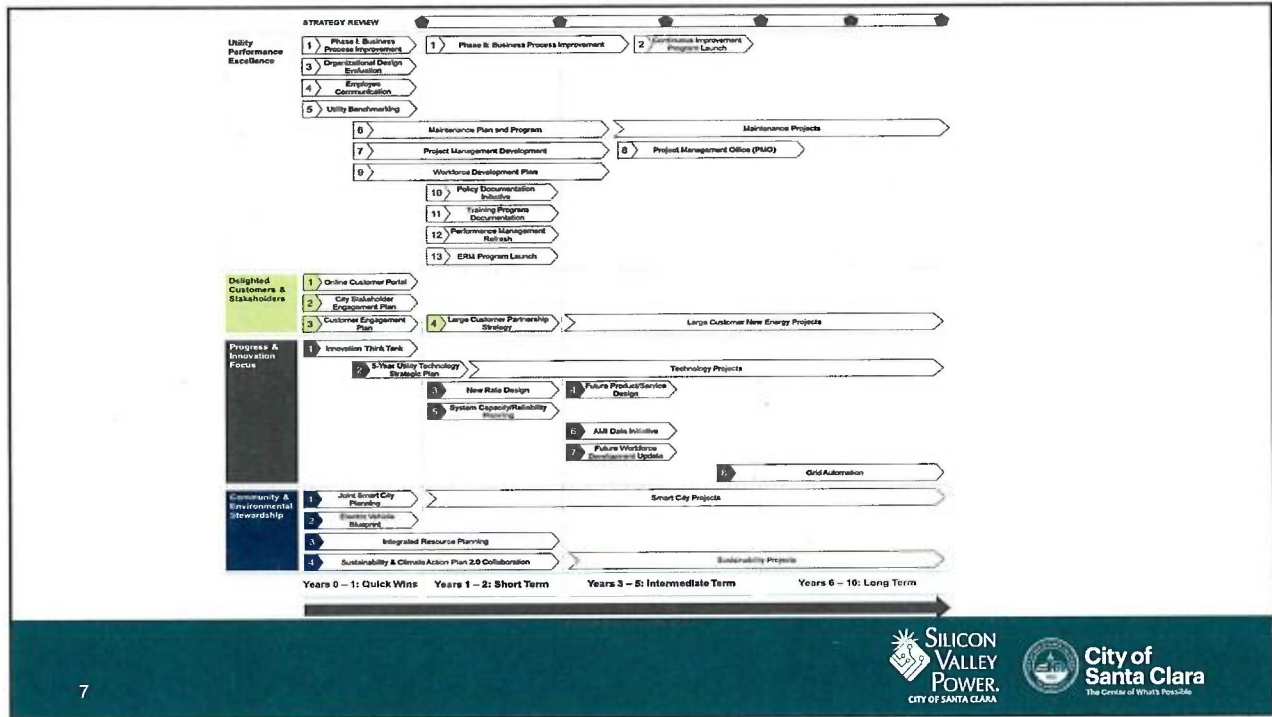 STRATEGY REVIEW
Utility
Performance
Excellence
1 Phase I: Business
Process Improvement
1 Phase II: Business Process Improvement
2 Continuous Improvement
Program Launch
3 Organizational Design
Evaluation
4 Employee
Communication
5 Utility Benchmarking
6 Maintenance Plan and Program
Maintenance Projects
7 Project Management Development
8 Project Management Office (PMO)
9 Workforce Development Plan
10 Policy Documentation
Initiative
11 Training Program
Documentation
12 Performance Management
Refresh
13 ERM Program Launch
Delighted
Customers &
Stakeholders
1 Online Customer Portal
2 City Stakeholder
Engagement Plan
3 Customer Engagement
Plan
4 Large Customer Partnership
Strategy
Large Customer New Energy Projects
Progress &
Innovation
Focus
1 Innovation Think Tank
2 5-Year Utility Technology
Strategic Plan
Technology Projects
3 New Rate Design
4 Future Product/Service
Design
5 System Capacity/Reliability
Planning
6 AMI Data Initiative
7 Future Workforce
Development Update
8 Grid Automation
Community &
Environmental
Stewardship
1 Joint Smart City
Planning
Smart City Projects
2 Electric Vehicle
Blueprint
3 Integrated Resource Planning
4 Sustainability & Climate Action Plan 2.0 Collaboration
Sustainability Projects
Years 0 – 1: Quick Wins
Years 1 – 2: Short Term
Years 3 – 5: Intermediate Term
Years 6 – 10: Long Term
7
SILICON
VALLEY
POWER.
CITY OF SANTA CLARA
City of
Santa Clara
The Center of What's Possible